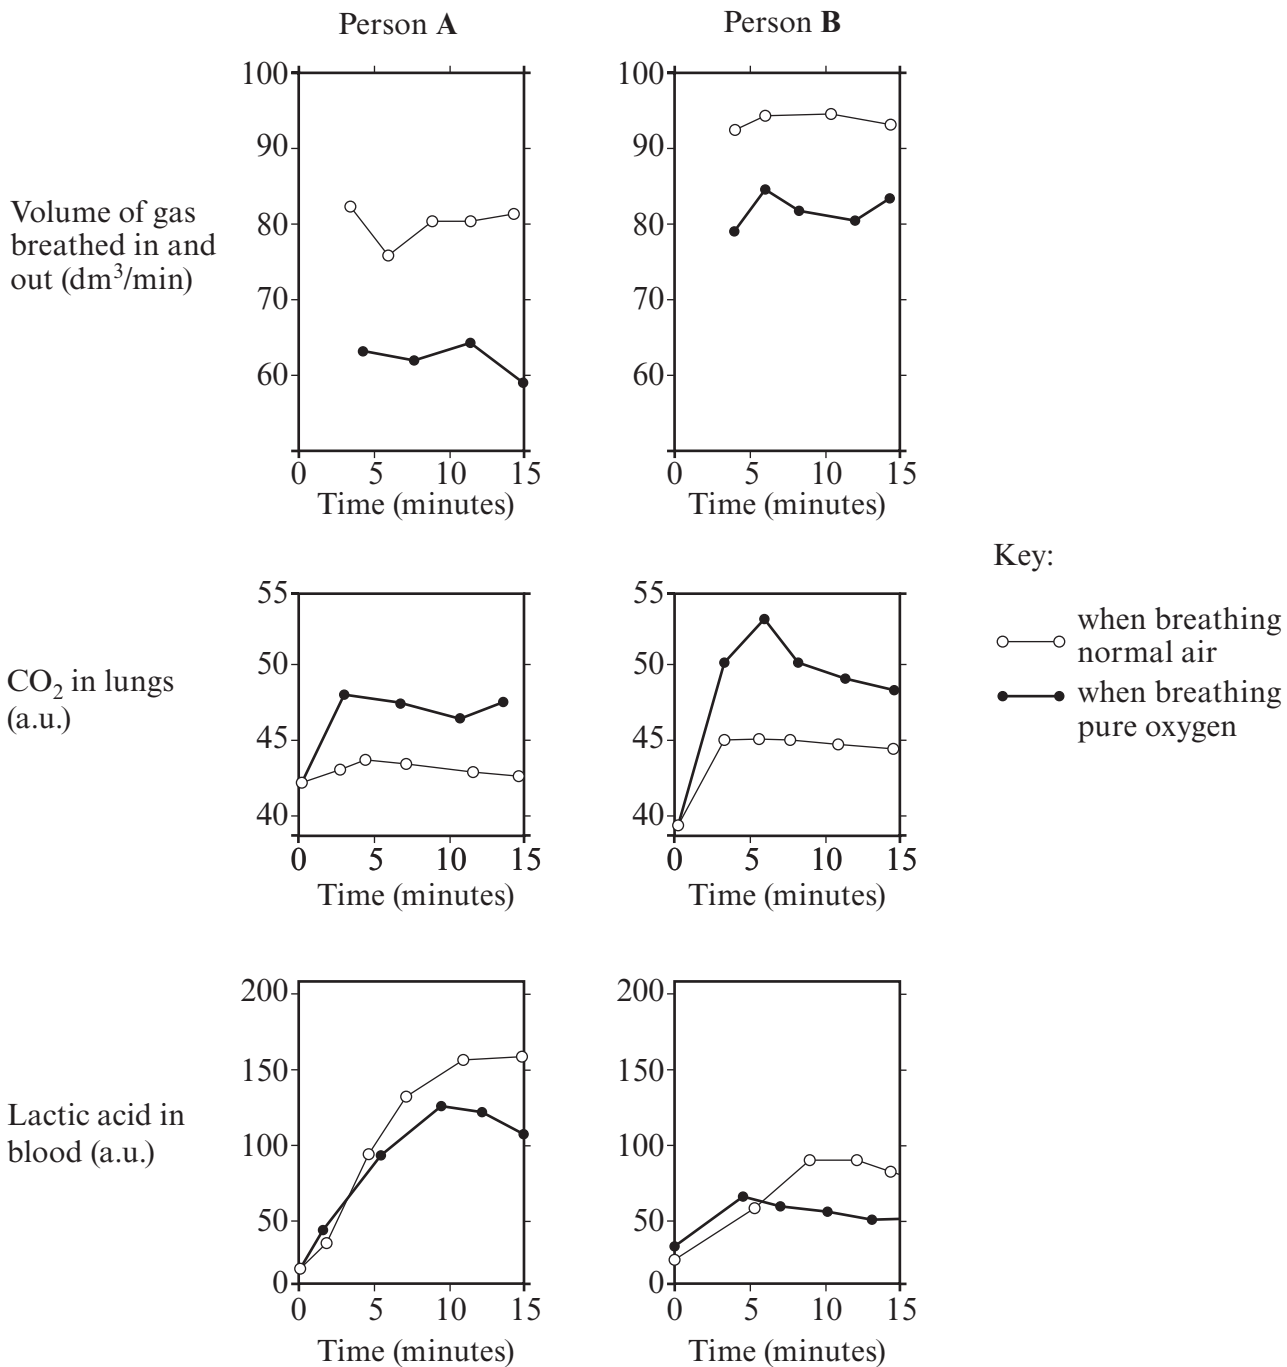 Person A
Person B
Volume of gas
breathed in and
out (dm³/min)
100
90
80
70
60
0 5 10 15
Time (minutes)
100
90
80
70
60
0 5 10 15
Time (minutes)
Key:
when breathing
normal air
when breathing
pure oxygen
CO₂ in lungs
(a.u.)
55
50
45
40
0 5 10 15
Time (minutes)
55
50
45
40
0 5 10 15
Time (minutes)
Lactic acid in
blood (a.u.)
200
150
100
50
0
0 5 10 15
Time (minutes)
200
150
100
50
0
0 5 10 15
Time (minutes)